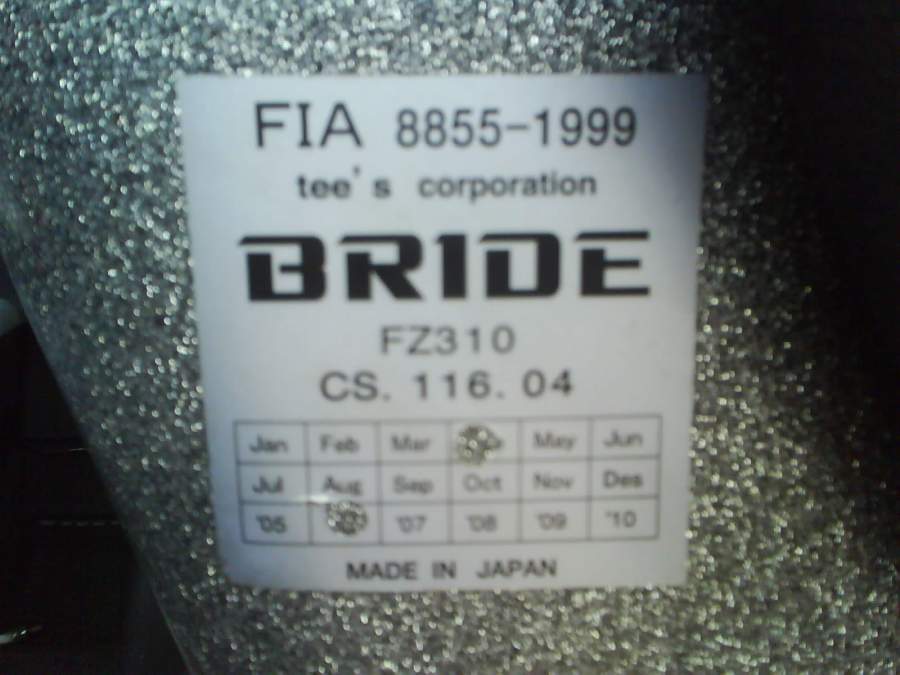 FIA 8855-1999
tee's corporation
BRIDE
FZ310
CS. 116. 04
Jan Feb Mar May Jun
Jul Aug Sep Oct Nov Des
'05 '07 '08 '09 '10
MADE IN JAPAN